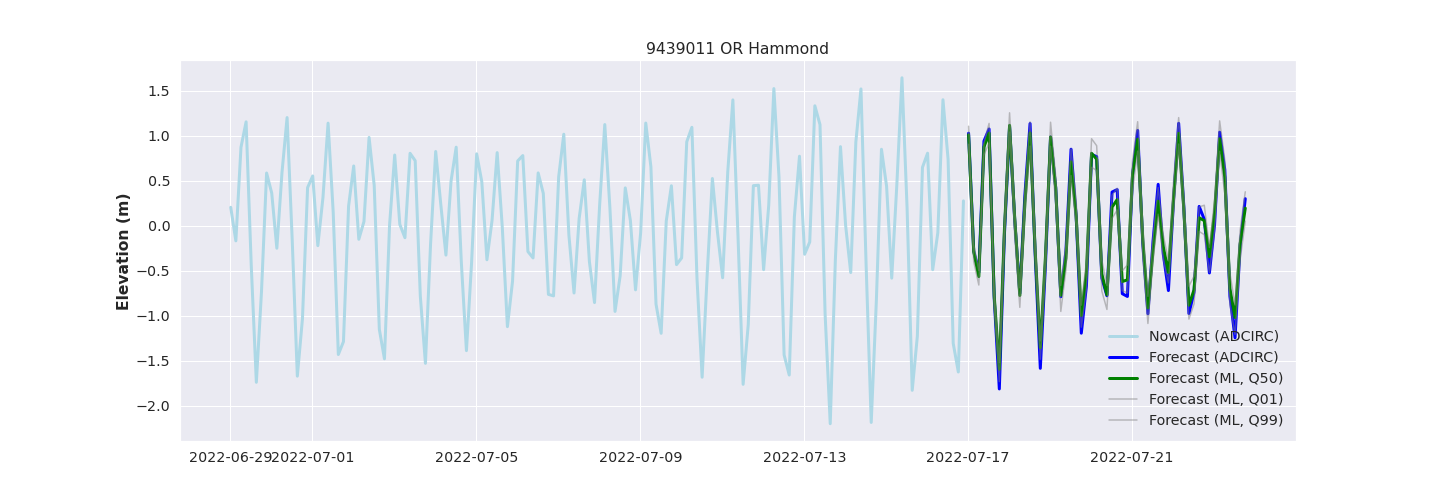 9439011 OR Hammond
Elevation (m)
1.5
1.0
0.5
0.0
−0.5
−1.0
−1.5
−2.0
Nowcast (ADCIRC)
Forecast (ADCIRC)
Forecast (ML, Q50)
Forecast (ML, Q01)
Forecast (ML, Q99)
2022-06-29 2022-07-01 2022-07-05 2022-07-09 2022-07-13 2022-07-17 2022-07-21